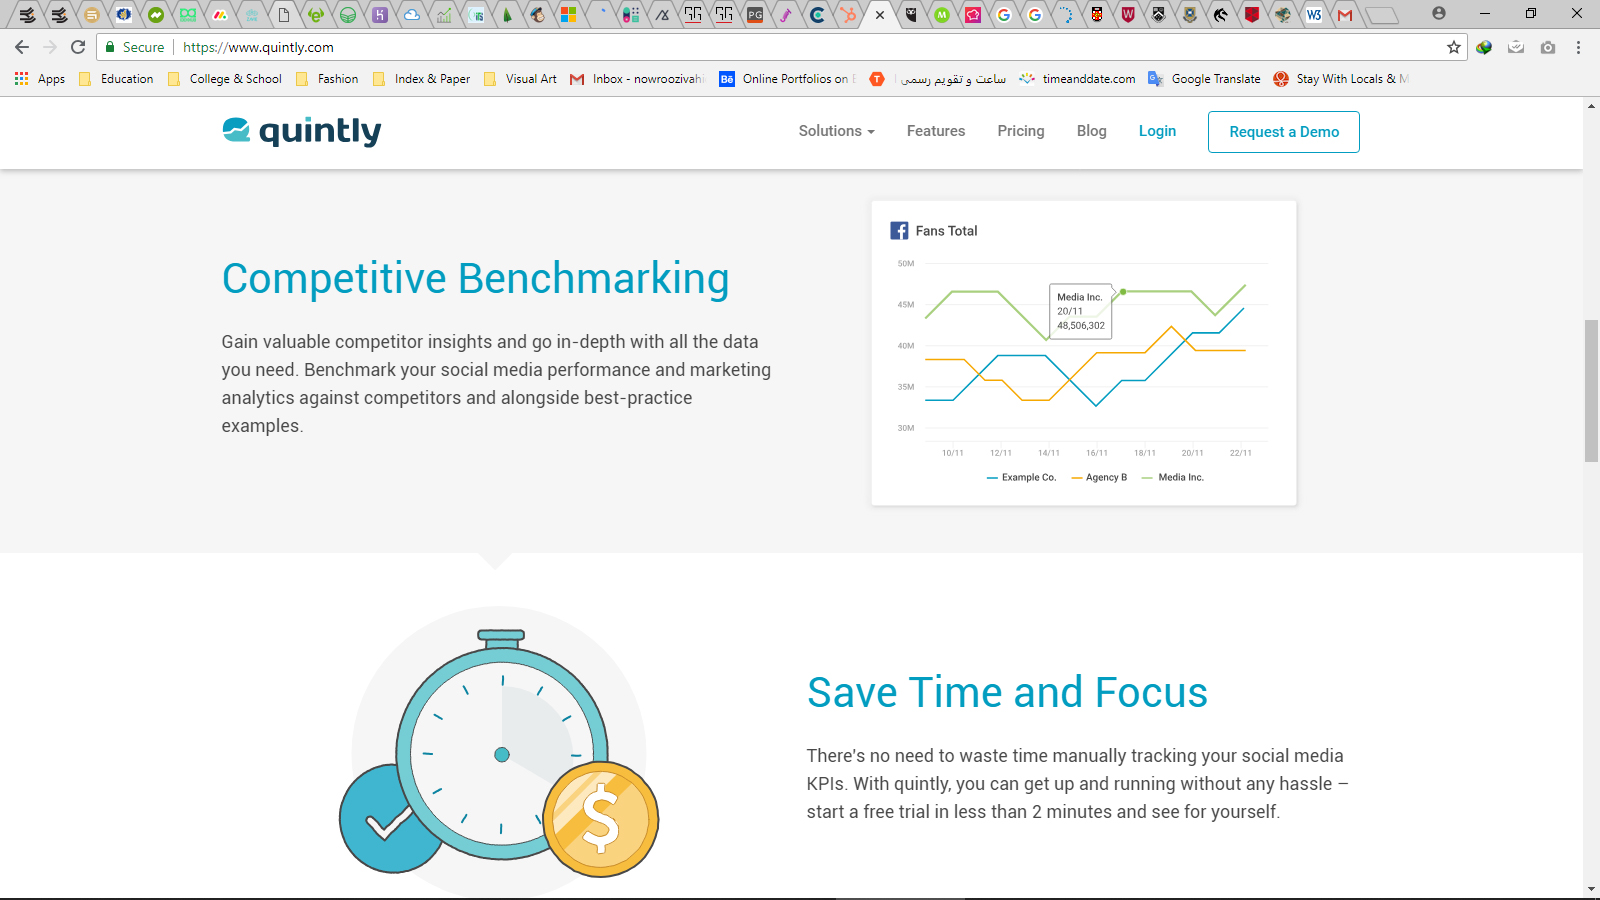 Secure https://www.quintly.com
Apps Education College & School Fashion Index & Paper Visual Art Inbox - nowroozivahi Online Portfolios on ساعت و تقویم رسمی timeanddate.com Google Translate Stay With Locals & M
quintly Solutions Features Pricing Blog Login Request a Demo
Fans Total
Competitive Benchmarking
Gain valuable competitor insights and go in-depth with all the data
you need. Benchmark your social media performance and marketing
analytics against competitors and alongside best-practice
examples.
50M
45M
40M
35M
30M
Media Inc.
20/11
48,506,302
10/11 12/11 14/11 16/11 18/11 20/11 22/11
Example Co. Agency B Media Inc.
Save Time and Focus
There's no need to waste time manually tracking your social media
KPIs. With quintly, you can get up and running without any hassle –
start a free trial in less than 2 minutes and see for yourself.